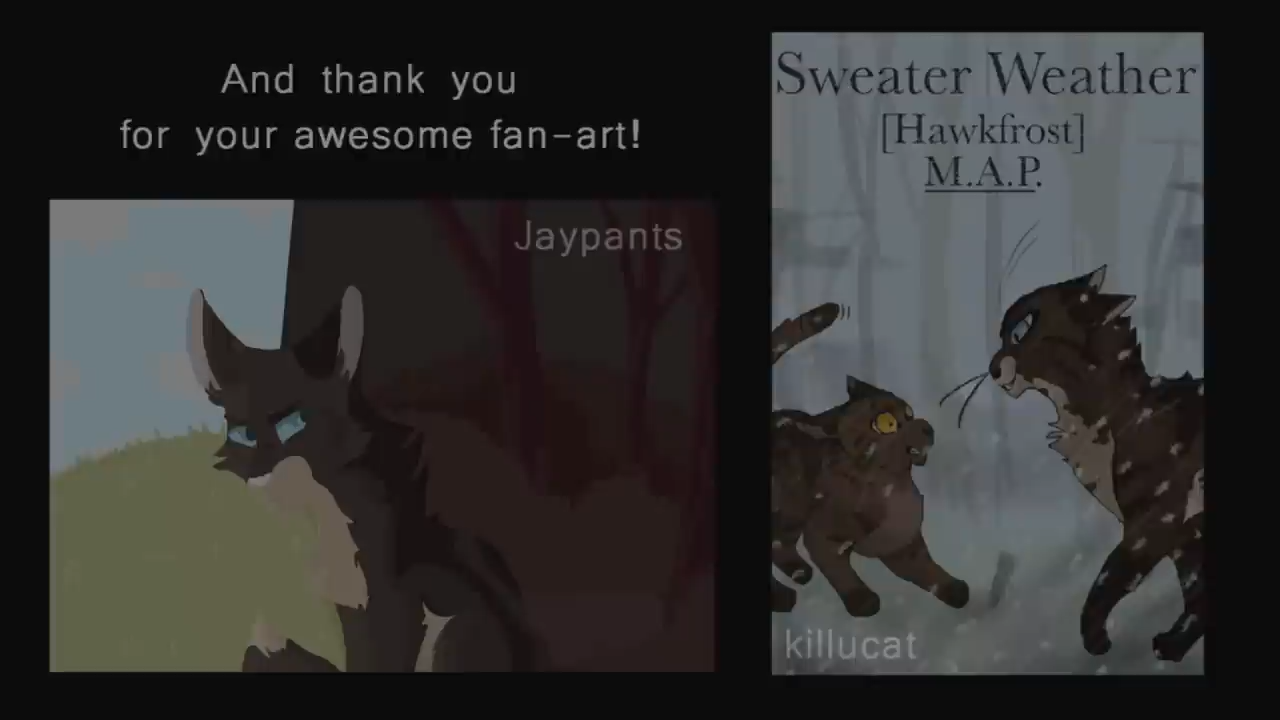 And thank you
for your awesome fan-art!
Jaypants
Sweater Weather
[Hawkfrost]
M.A.P.
killucat